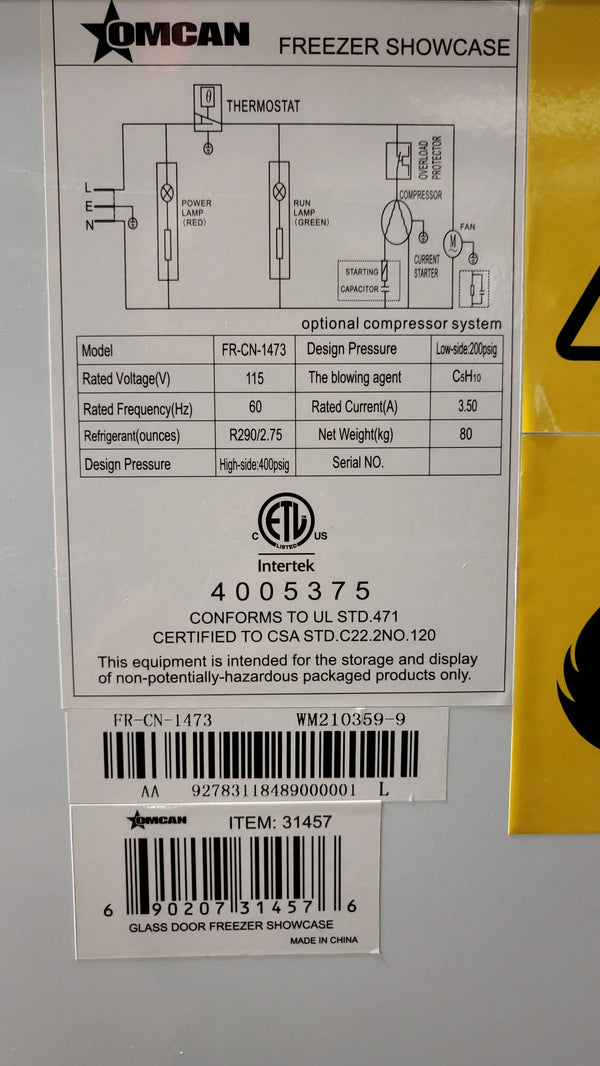 OMCAN
FREEZER SHOWCASE
θ
THERMOSTAT
OVERLOAD
PROTECTOR
L
E
N
POWER
LAMP
(RED)
RUN
LAMP
(GREEN)
COMPRESSOR
CURRENT
STARTER
FAN
M
STARTING
CAPACITOR
optional compressor system
Model FR-CN-1473 Design Pressure Low-side:200psig
Rated Voltage(V) 115 The blowing agent C5H10
Rated Frequency(Hz) 60 Rated Current(A) 3.50
Refrigerant(ounces) R290/2.75 Net Weight(kg) 80
Design Pressure High-side:400psig Serial NO.
C ETL US
LISTED
Intertek
4005375
CONFORMS TO UL STD.471
CERTIFIED TO CSA STD.C22.2NO.120
This equipment is intended for the storage and display
of non-potentially-hazardous packaged products only.
FR-CN-1473 WM210359-9
AA 92783118489000001 L
OMCAN ITEM: 31457
6 90207 31457 6
GLASS DOOR FREEZER SHOWCASE
MADE IN CHINA